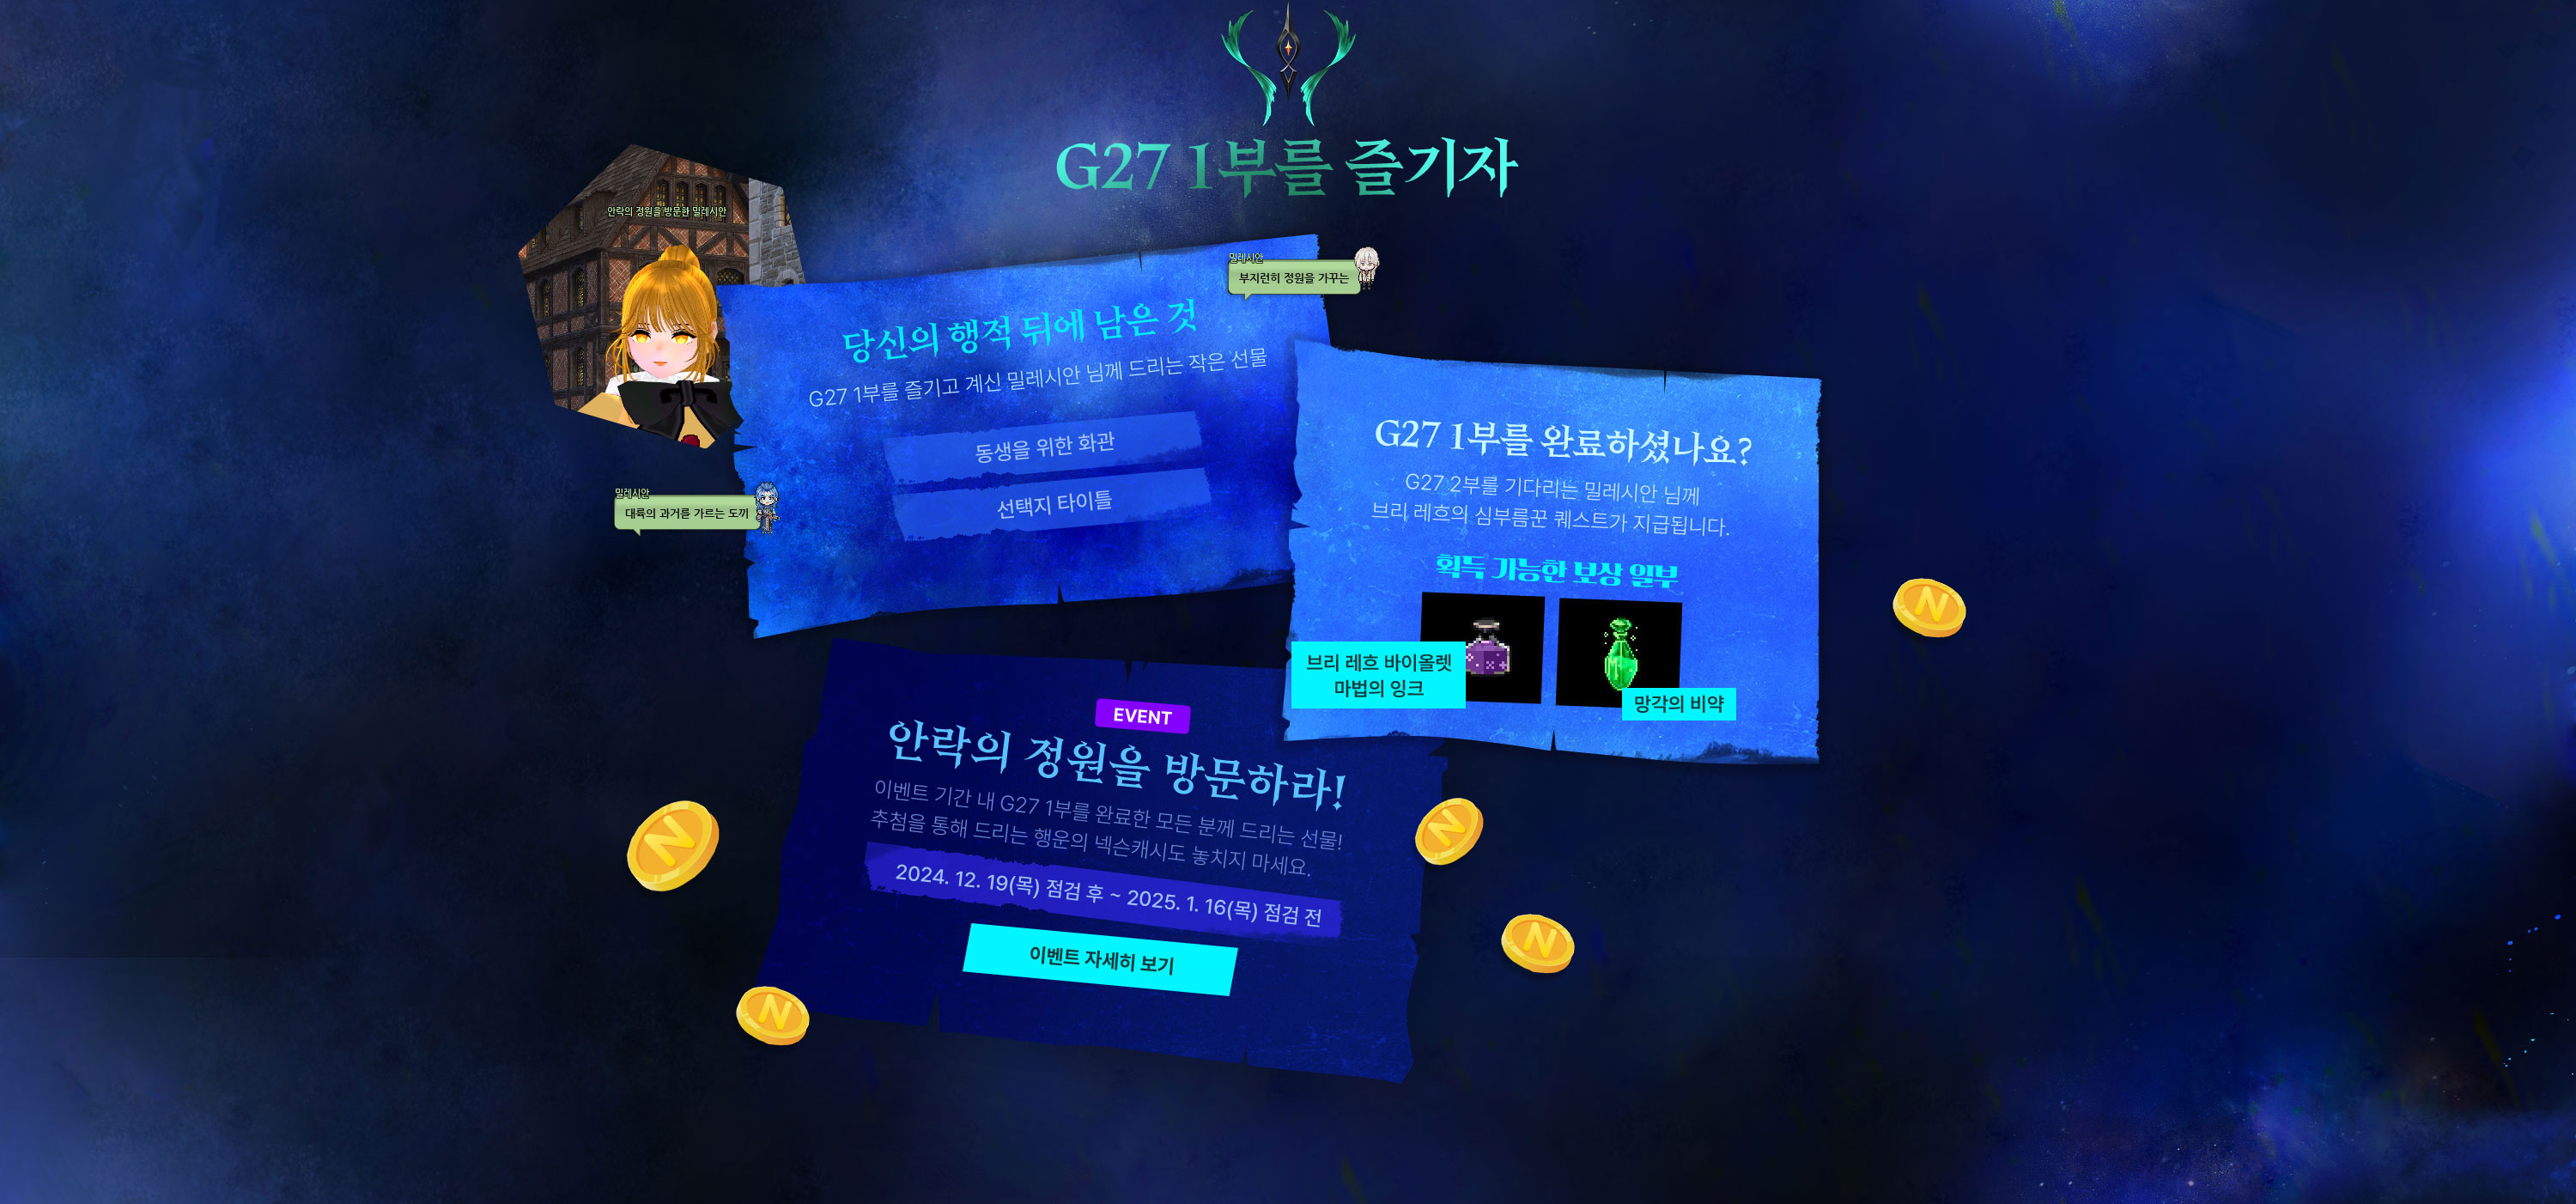 G27 1부를 즐기자
안락의 정원을 방문한 밀레시안
밀레시안
부지런히 정원을 가꾸는
당신의 행적 뒤에 남은 것
G27 1부를 즐기고 계신 밀레시안 님께 드리는 작은 선물
동생을 위한 화관
선택지 타이틀
밀레시안
대륙의 과거를 가르는 도끼
G27 1부를 완료하셨나요?
G27 2부를 기다리는 밀레시안 님께
브리 레흐의 심부름꾼 퀘스트가 지급됩니다.
획득 가능한 보상 일부
브리 레흐 바이올렛
마법의 잉크
망각의 비약
EVENT
안락의 정원을 방문하라!
이벤트 기간 내 G27 1부를 완료한 모든 분께 드리는 선물!
추첨을 통해 드리는 행운의 넥슨캐시도 놓치지 마세요.
2024. 12. 19(목) 점검 후 ~ 2025. 1. 16(목) 점검 전
이벤트 자세히 보기
N
N
N
N
N